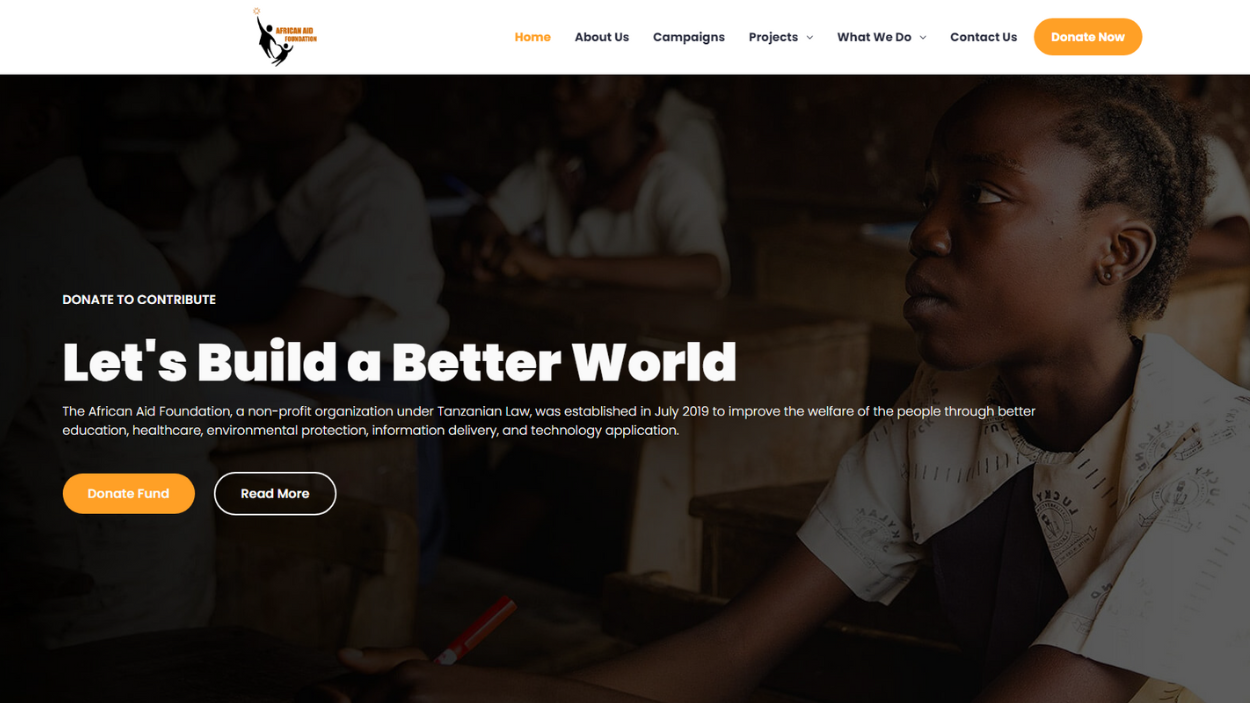 AFRICAN AID
FOUNDATION
Home
About Us
Campaigns
Projects
What We Do
Contact Us
Donate Now
DONATE TO CONTRIBUTE
Let's Build a Better World
The African Aid Foundation, a non-profit organization under Tanzanian Law, was established in July 2019 to improve the welfare of the people through better
education, healthcare, environmental protection, information delivery, and technology application.
Donate Fund
Read More
LUCKY